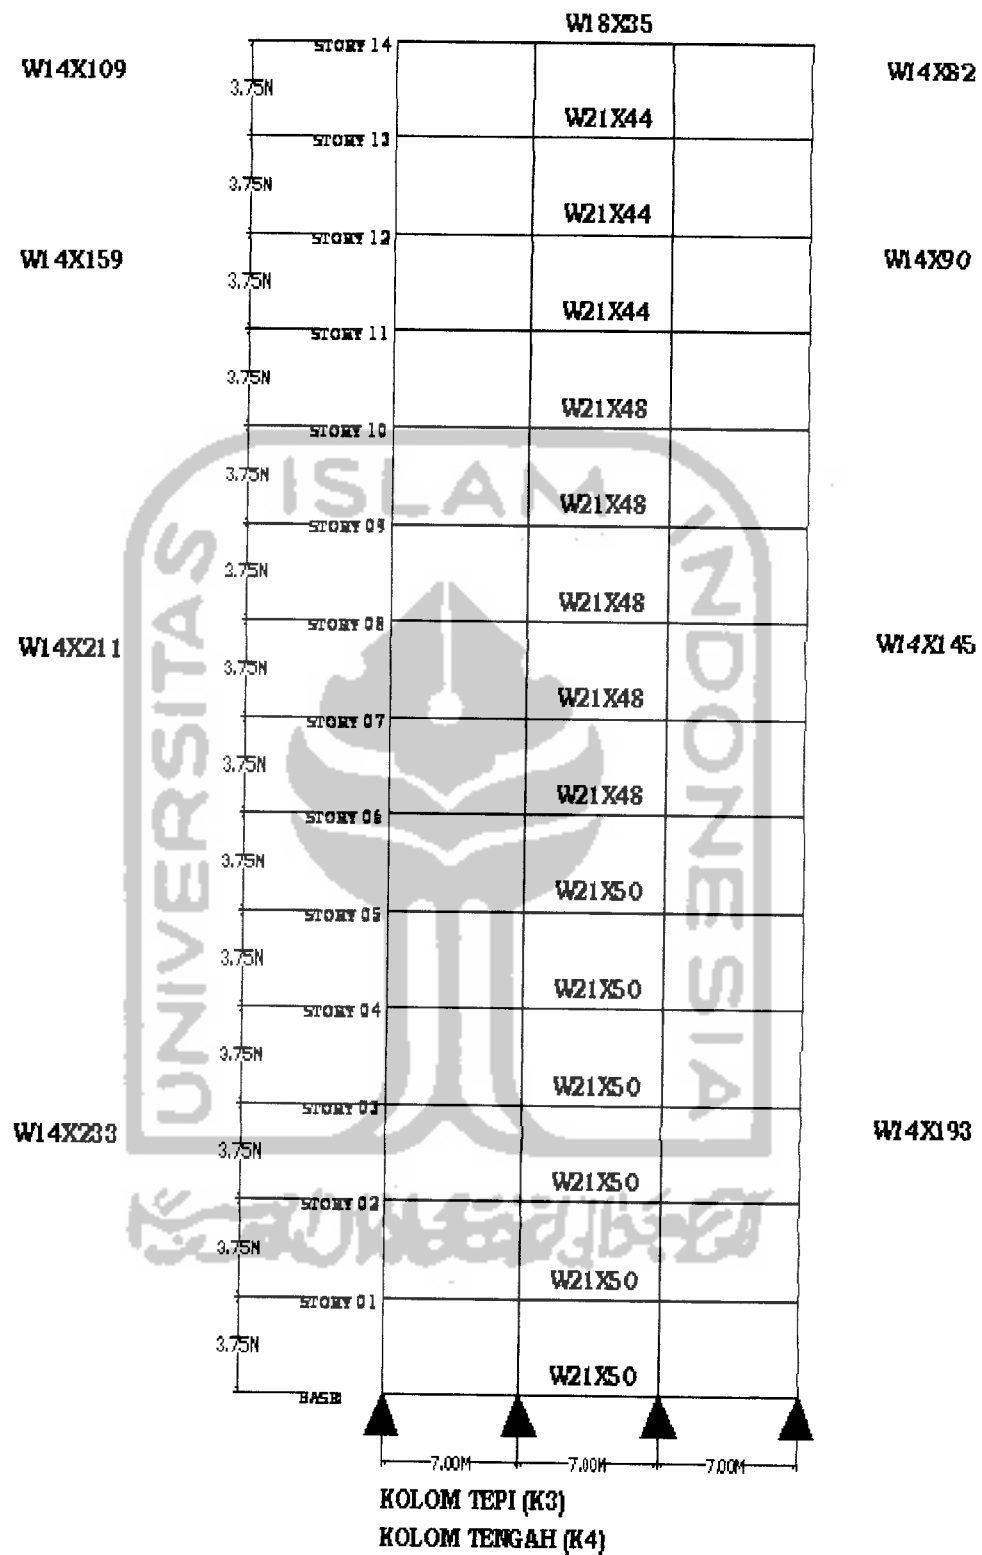 W18X35
STORY 14
W14X109
W14X82
3.75M
W21X44
STORY 13
3.75M
W21X44
STORY 12
W14X159
W14X90
3.75M
W21X44
STORY 11
3.75M
W21X48
STORY 10
ISLAM
3.75M
W21X48
STORY 09
UNIVERSITAS
INDONESIA
3.75M
W21X48
STORY 08
W14X211
W14X145
3.75M
W21X48
STORY 07
3.75M
W21X48
STORY 06
3.75M
W21X50
STORY 05
3.75M
W21X50
STORY 04
3.75M
W21X50
STORY 03
W14X233
W14X193
3.75M
W21X50
STORY 02
3.75M
W21X50
STORY 01
3.75M
W21X50
BASE
7.00M 7.00M 7.00M
KOLOM TEPI (K3)
KOLOM TENGAH (K4)